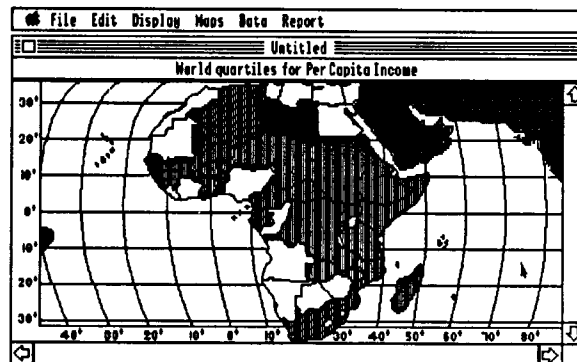 File Edit Display Maps Data Report
Untitled
World quartiles for Per Capita Income
30°
20°
10°
0°
10°
20°
30°
40° 30° 20° 10° 0° 10° 20° 30° 40° 50° 60° 70° 80°